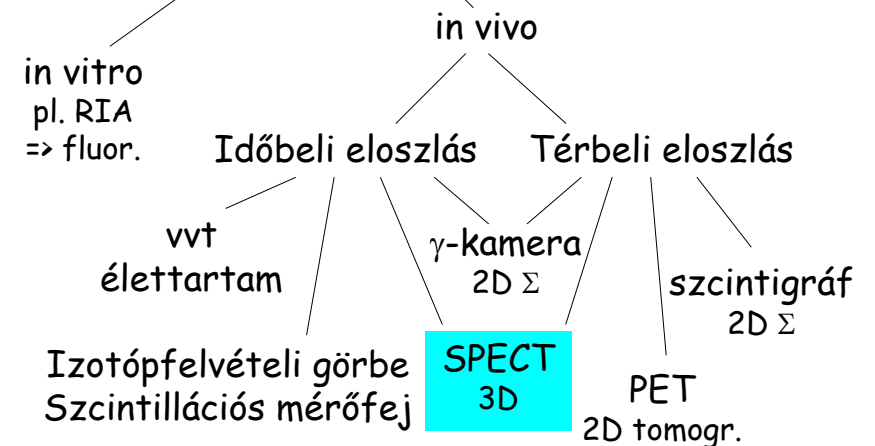 in vivo
in vitro
pl. RIA
=> fluor.
Időbeli eloszlás
Térbeli eloszlás
vvt
élettartam
γ-kamera
2D Σ
szcintigráf
2D Σ
Izotópfelvételi görbe
Szcintillációs mérőfej
SPECT
3D
PET
2D tomogr.